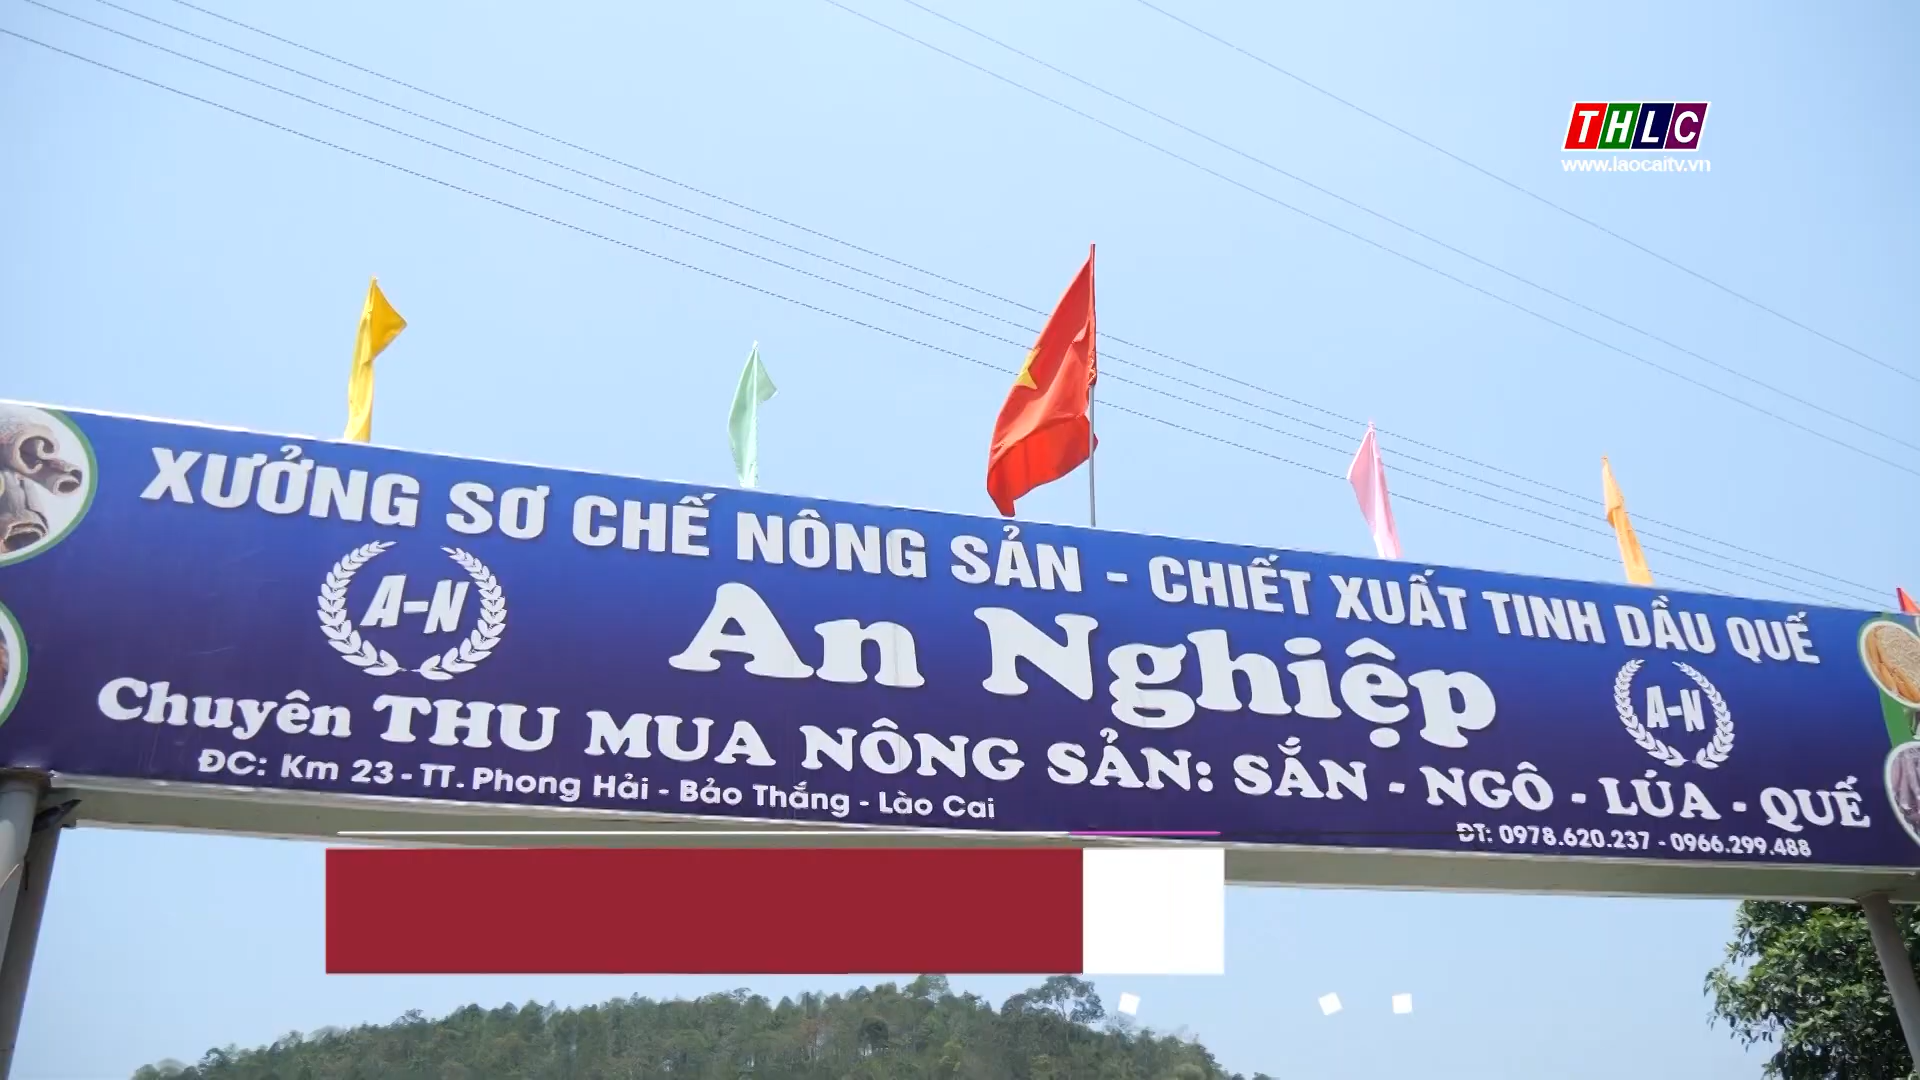 THLC
www.laocaitv.vn
XƯỞNG SƠ CHẾ NÔNG SẢN - CHIẾT XUẤT TINH DẦU QUẾ
A-N
An Nghiệp
A-N
Chuyên THU MUA NÔNG SẢN: SẮN - NGÔ - LÚA - QUẾ
ĐC: Km 23 - TT. Phong Hải - Bảo Thắng - Lào Cai
ĐT: 0978.620.237 - 0966.299.488